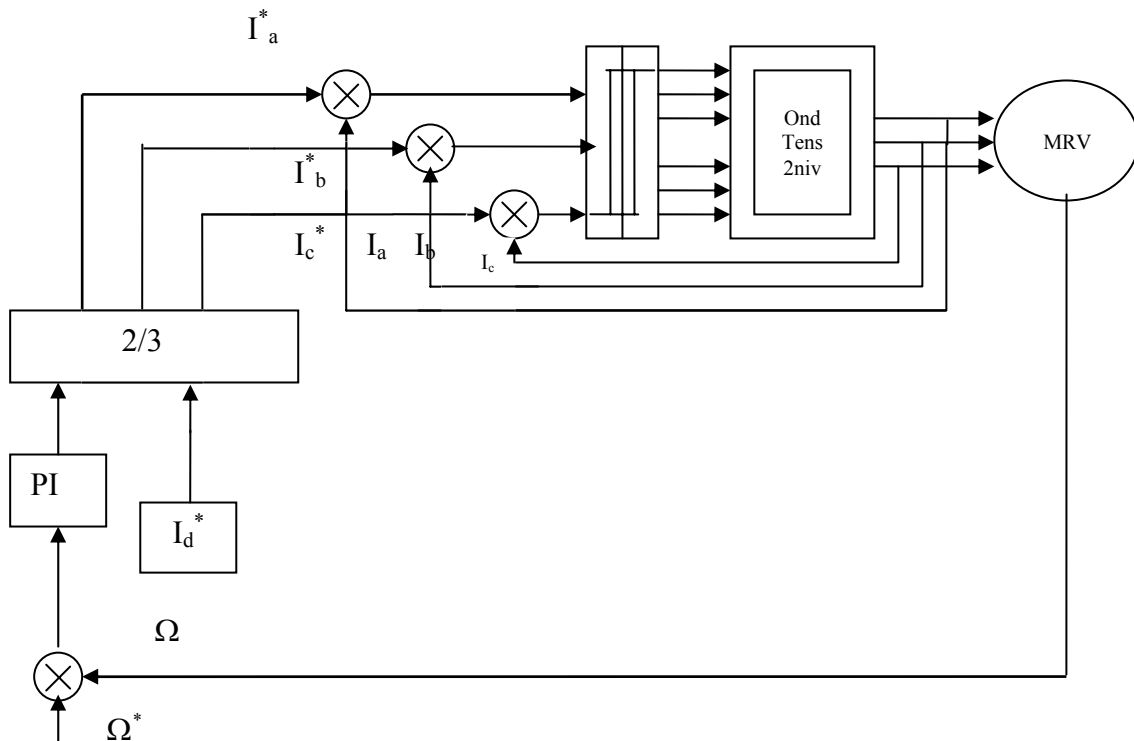 I*a
Ond
Tens
2niv
MRV
I*b
Ic* Ia Ib Ic
2/3
PI
Id*
Ω
Ω*